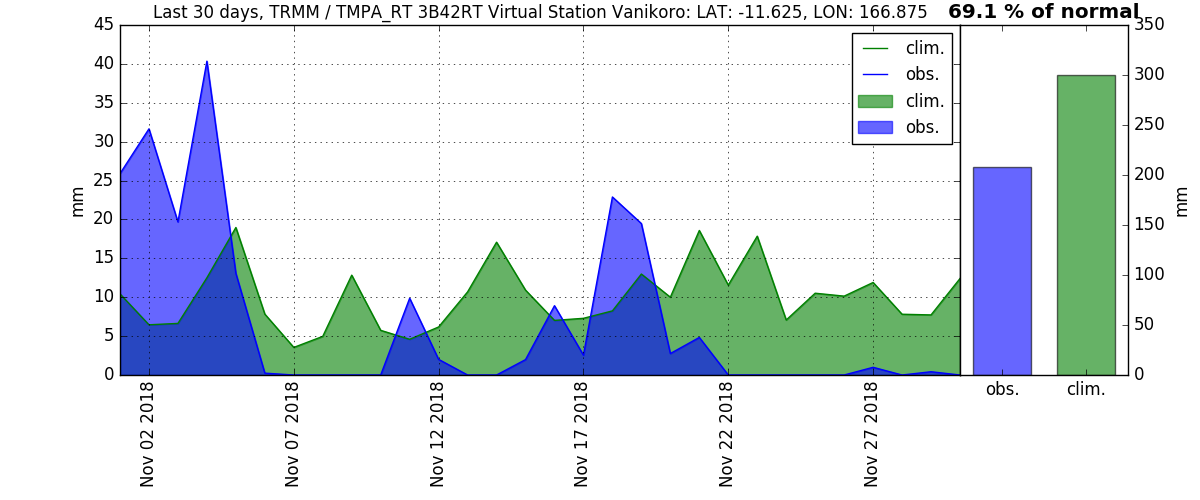 Last 30 days, TRMM / TMPA_RT 3B42RT Virtual Station Vanikoro: LAT: -11.625, LON: 166.875
69.1 % of normal
45
40
35
30
25
20
15
10
5
0
mm
clim.
obs.
clim.
obs.
Nov 02 2018
Nov 07 2018
Nov 12 2018
Nov 17 2018
Nov 22 2018
Nov 27 2018
350
300
250
200
150
100
50
0
mm
obs.
clim.